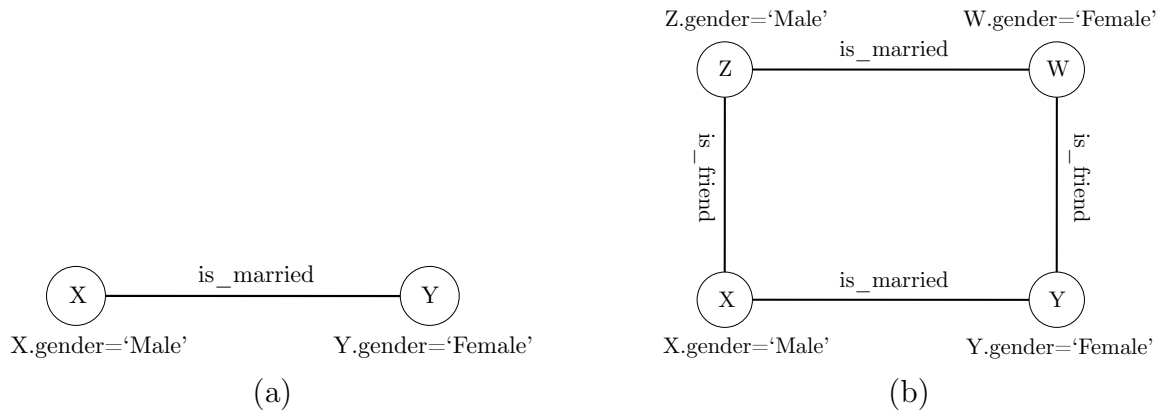 X
is_married
Y
X.gender=‘Male’
Y.gender=‘Female’
(a)
Z.gender=‘Male’
W.gender=‘Female’
Z
is_married
W
is_friend
is_friend
X
is_married
Y
X.gender=‘Male’
Y.gender=‘Female’
(b)